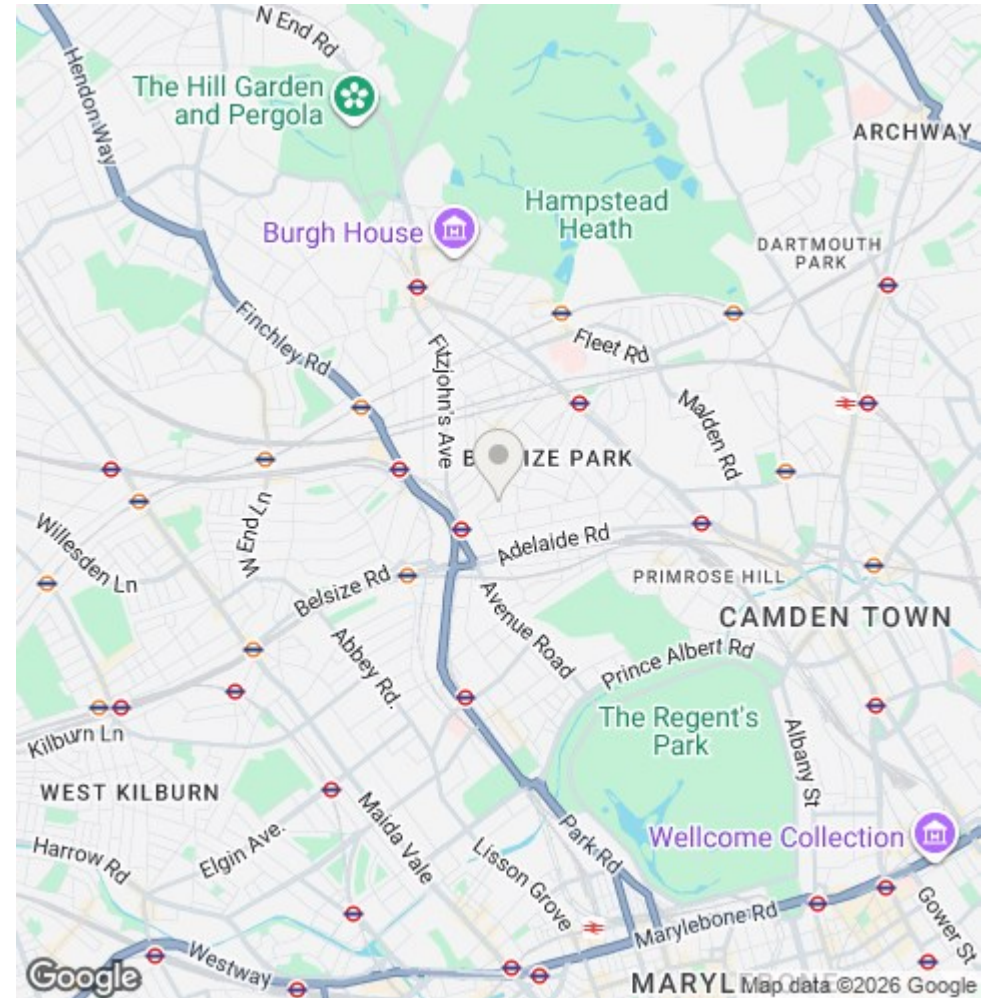 N End Rd
Hendon Way
The Hill Garden
and Pergola
ARCHWAY
Hampstead
Heath
Burgh House
DARTMOUTH
PARK
Finchley Rd
Fleet Rd
Fitzjohn's Ave
Malden Rd
IZE PARK
W End Ln
Willesden Ln
Adelaide Rd
Belsize Rd
PRIMROSE HILL
Avenue Road
CAMDEN TOWN
Abbey Rd.
Prince Albert Rd
The Regent's
Park
Albany St
Kilburn Ln
WEST KILBURN
Maida Vale
Park Rd
Wellcome Collection
Harrow Rd
Elgin Ave.
Lisson Grove
Gower St
Marylebone Rd
Westway
Google
MARYL
Map data ©2026 Google